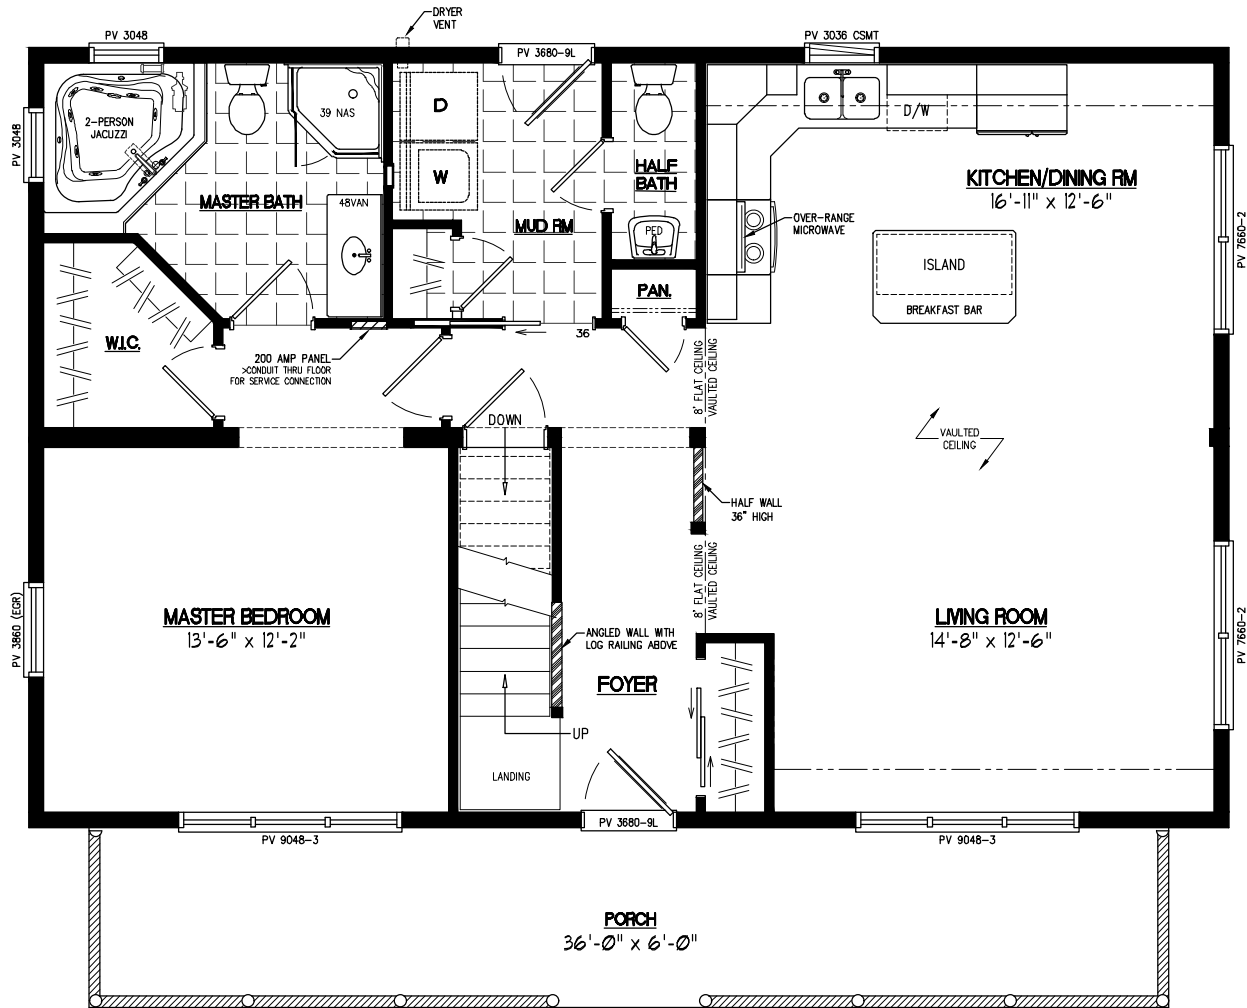 DRYER
VENT
PV 3048
PV 3680-9L
PV 3036 CSMT
PV 3048
2-PERSON
JACUZZI
39 NAS
D
W
D/W
MASTER BATH
48VAN
MUD RM
HALF
BATH
PED
PAN.
OVER-RANGE
MICROWAVE
KITCHEN/DINING RM
16'-11" x 12'-6"
ISLAND
BREAKFAST BAR
PV 7660-2
W.I.C.
200 AMP PANEL
>CONDUIT THRU FLOOR
FOR SERVICE CONNECTION
36
8' FLAT CEILING
VAULTED CEILING
DOWN
VAULTED
CEILING
HALF WALL
36" HIGH
8' FLAT CEILING
VAULTED CEILING
PV 3860 (EGR)
MASTER BEDROOM
13'-6" x 12'-2"
ANGLED WALL WITH
LOG RAILING ABOVE
FOYER
UP
LANDING
LIVING ROOM
14'-8" x 12'-6"
PV 7660-2
PV 9048-3
PV 3680-9L
PV 9048-3
PORCH
36'-0" x 6'-0"